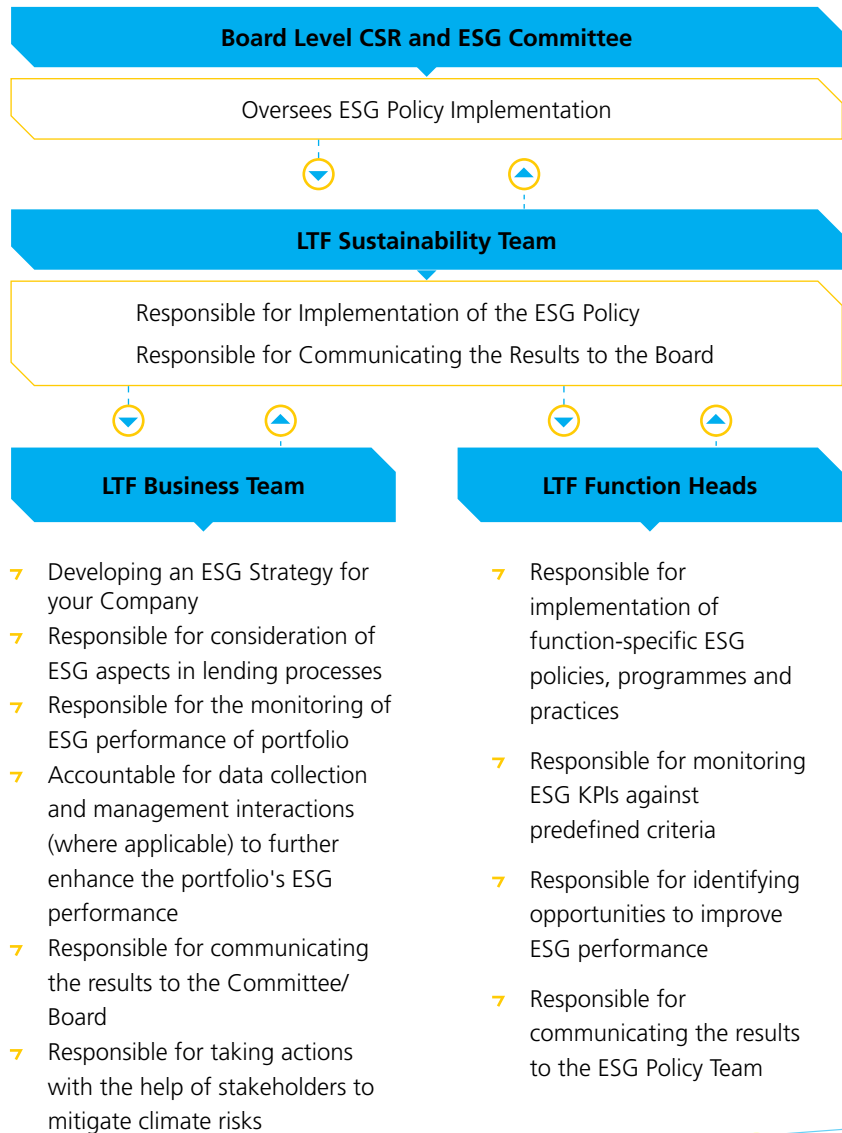 Board Level CSR and ESG Committee
Oversees ESG Policy Implementation
LTF Sustainability Team
Responsible for Implementation of the ESG Policy
Responsible for Communicating the Results to the Board
LTF Business Team
Developing an ESG Strategy for
your Company
Responsible for consideration of
ESG aspects in lending processes
Responsible for the monitoring of
ESG performance of portfolio
Accountable for data collection
and management interactions
(where applicable) to further
enhance the portfolio's ESG
performance
Responsible for communicating
the results to the Committee/
Board
Responsible for taking actions
with the help of stakeholders to
mitigate climate risks
LTF Function Heads
Responsible for
implementation of
function-specific ESG
policies, programmes and
practices
Responsible for monitoring
ESG KPIs against
predefined criteria
Responsible for identifying
opportunities to improve
ESG performance
Responsible for
communicating the results
to the ESG Policy Team